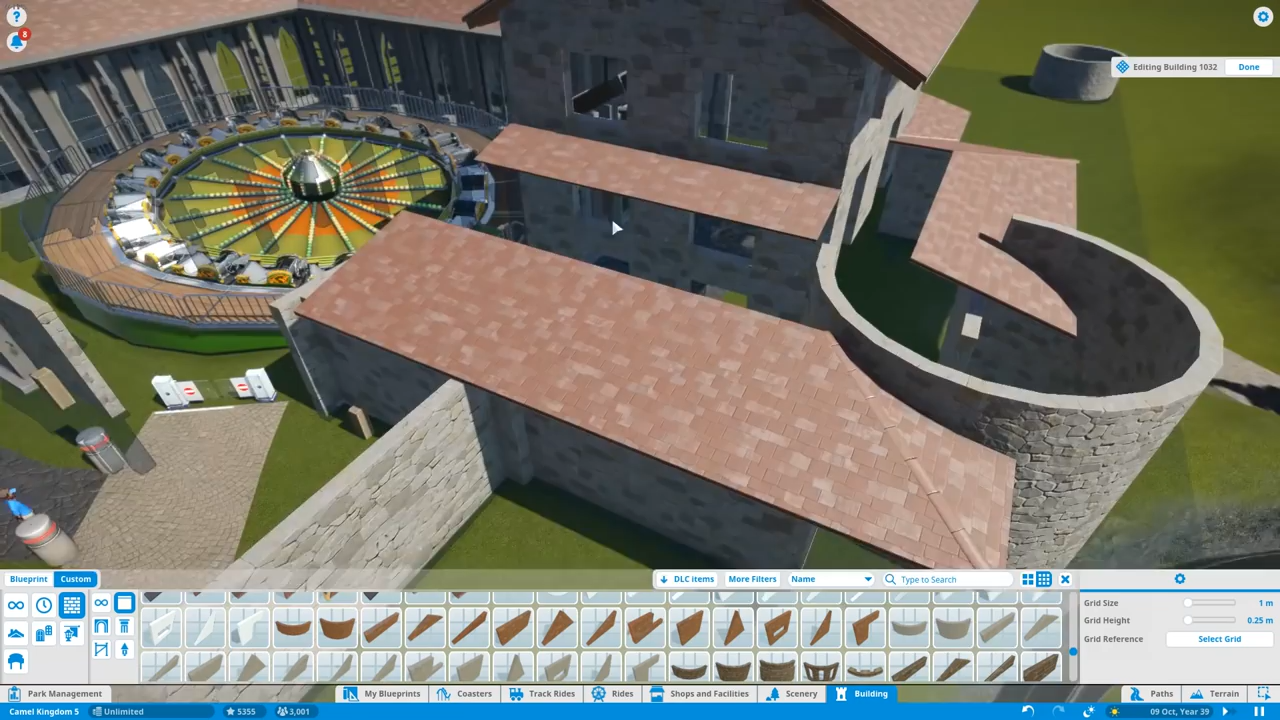 ?
8
Editing Building 1032
Done
Blueprint
Custom
DLC items
More Filters
Name
Type to Search
Grid Size
1 m
Grid Height
0.25 m
Grid Reference
Select Grid
Park Management
My Blueprints
Coasters
Track Rides
Rides
Shops and Facilities
Scenery
Building
Paths
Terrain
Camel Kingdom 5
Unlimited
5355
3,001
09 Oct, Year 39